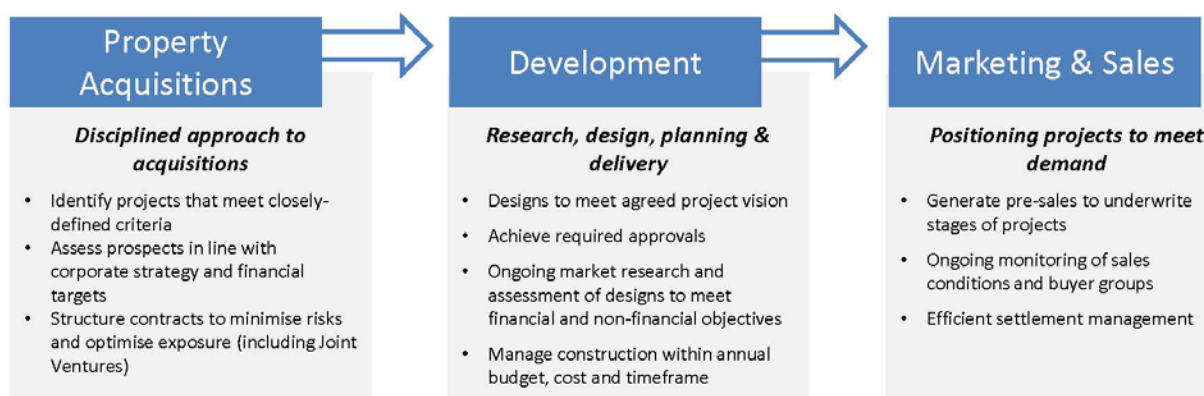 Property
Acquisitions
Disciplined approach to
acquisitions
• Identify projects that meet closely-
defined criteria
• Assess prospects in line with
corporate strategy and financial
targets
• Structure contracts to minimise risks
and optimise exposure (including Joint
Ventures)
Development
Research, design, planning &
delivery
• Designs to meet agreed project vision
• Achieve required approvals
• Ongoing market research and
assessment of designs to meet
financial and non-financial objectives
• Manage construction within annual
budget, cost and timeframe
Marketing & Sales
Positioning projects to meet
demand
• Generate pre-sales to underwrite
stages of projects
• Ongoing monitoring of sales
conditions and buyer groups
• Efficient settlement management